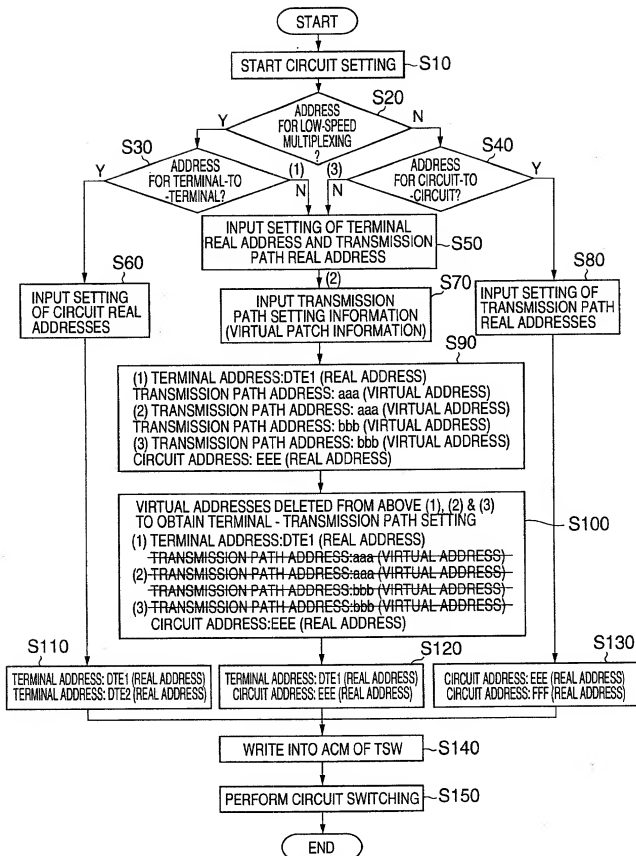 START
START CIRCUIT SETTING
S10
S20
Y
N
ADDRESS
FOR LOW-SPEED
MULTIPLEXING
?
S30
S40
Y
ADDRESS
FOR TERMINAL-TO
-TERMINAL?
(1)
N
(3)
N
ADDRESS
FOR CIRCUIT-TO
-CIRCUIT?
Y
INPUT SETTING OF TERMINAL
REAL ADDRESS AND TRANSMISSION
PATH REAL ADDRESS
S50
S60
INPUT SETTING
OF CIRCUIT REAL
ADDRESSES
(2)
S70
INPUT TRANSMISSION
PATH SETTING INFORMATION
(VIRTUAL PATCH INFORMATION)
S80
INPUT SETTING OF
TRANSMISSION PATH
REAL ADDRESSES
S90
(1) TERMINAL ADDRESS:DTE1 (REAL ADDRESS)
TRANSMISSION PATH ADDRESS: aaa (VIRTUAL ADDRESS)
(2) TRANSMISSION PATH ADDRESS: aaa (VIRTUAL ADDRESS)
TRANSMISSION PATH ADDRESS: bbb (VIRTUAL ADDRESS)
(3) TRANSMISSION PATH ADDRESS: bbb (VIRTUAL ADDRESS)
CIRCUIT ADDRESS: EEE (REAL ADDRESS)
VIRTUAL ADDRESSES DELETED FROM ABOVE (1), (2) & (3)
TO OBTAIN TERMINAL - TRANSMISSION PATH SETTING
(1) TERMINAL ADDRESS:DTE1 (REAL ADDRESS)
TRANSMISSION PATH ADDRESS:aaa (VIRTUAL ADDRESS)
(2) TRANSMISSION PATH ADDRESS:aaa (VIRTUAL ADDRESS)
TRANSMISSION PATH ADDRESS:bbb (VIRTUAL ADDRESS)
(3) TRANSMISSION PATH ADDRESS:bbb (VIRTUAL ADDRESS)
CIRCUIT ADDRESS:EEE (REAL ADDRESS)
S100
S110
TERMINAL ADDRESS: DTE1 (REAL ADDRESS)
TERMINAL ADDRESS: DTE2 (REAL ADDRESS)
S120
TERMINAL ADDRESS: DTE1 (REAL ADDRESS)
CIRCUIT ADDRESS: EEE (REAL ADDRESS)
S130
CIRCUIT ADDRESS: EEE (REAL ADDRESS)
CIRCUIT ADDRESS: FFF (REAL ADDRESS)
WRITE INTO ACM OF TSW
S140
PERFORM CIRCUIT SWITCHING
S150
END